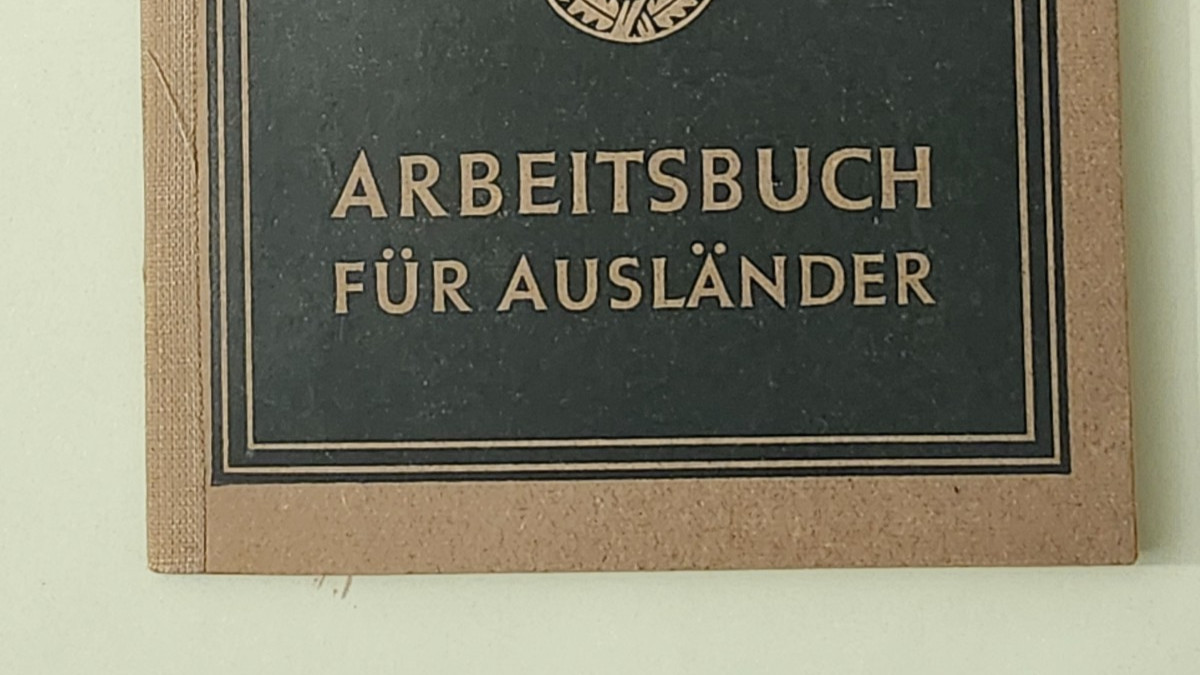 ARBEITSBUCH
FÜR AUSLÄNDER